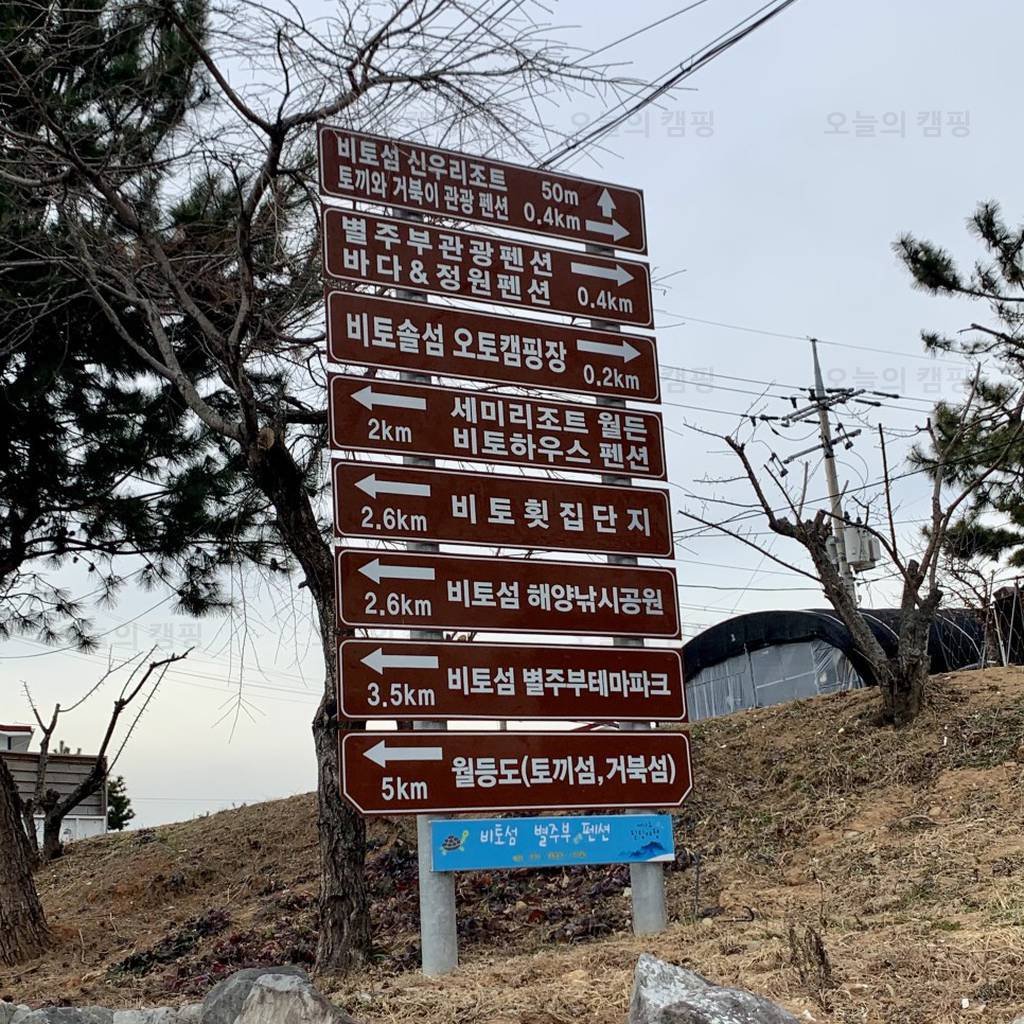 오늘의 캠핑
오늘의 캠핑
비토섬 신우리조트 50m
토끼와 거북이 관광 펜션 0.4km
별주부관광펜션
바다&정원펜션 0.4km
비토솔섬 오토캠핑장 0.2km
세미리조트 월든
2km 비토하우스 펜션
2.6km 비토횟집단지
2.6km 비토섬 해양낚시공원
3.5km 비토섬 별주부테마파크
5km 월등도(토끼섬,거북섬)
비토섬 별주부 펜션